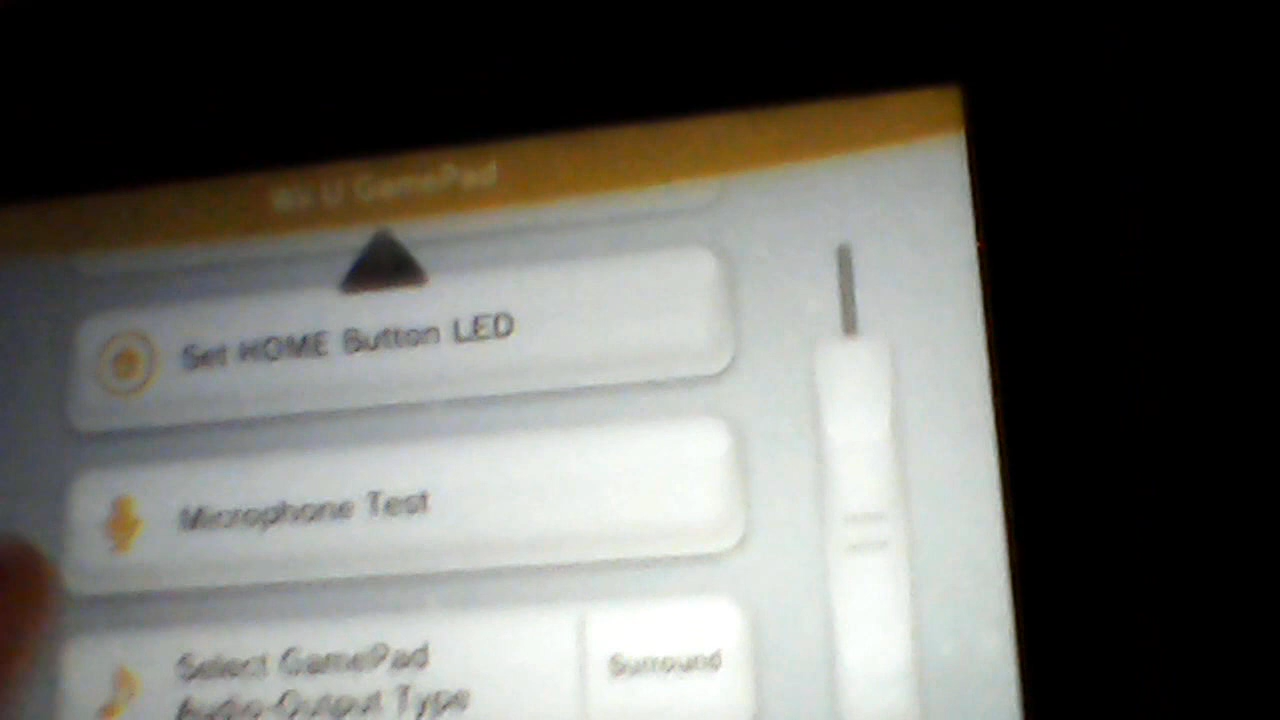 Wii U GamePad
Set HOME Button LED
Microphone Test
Select GamePad
Audio-Output Type
Surround